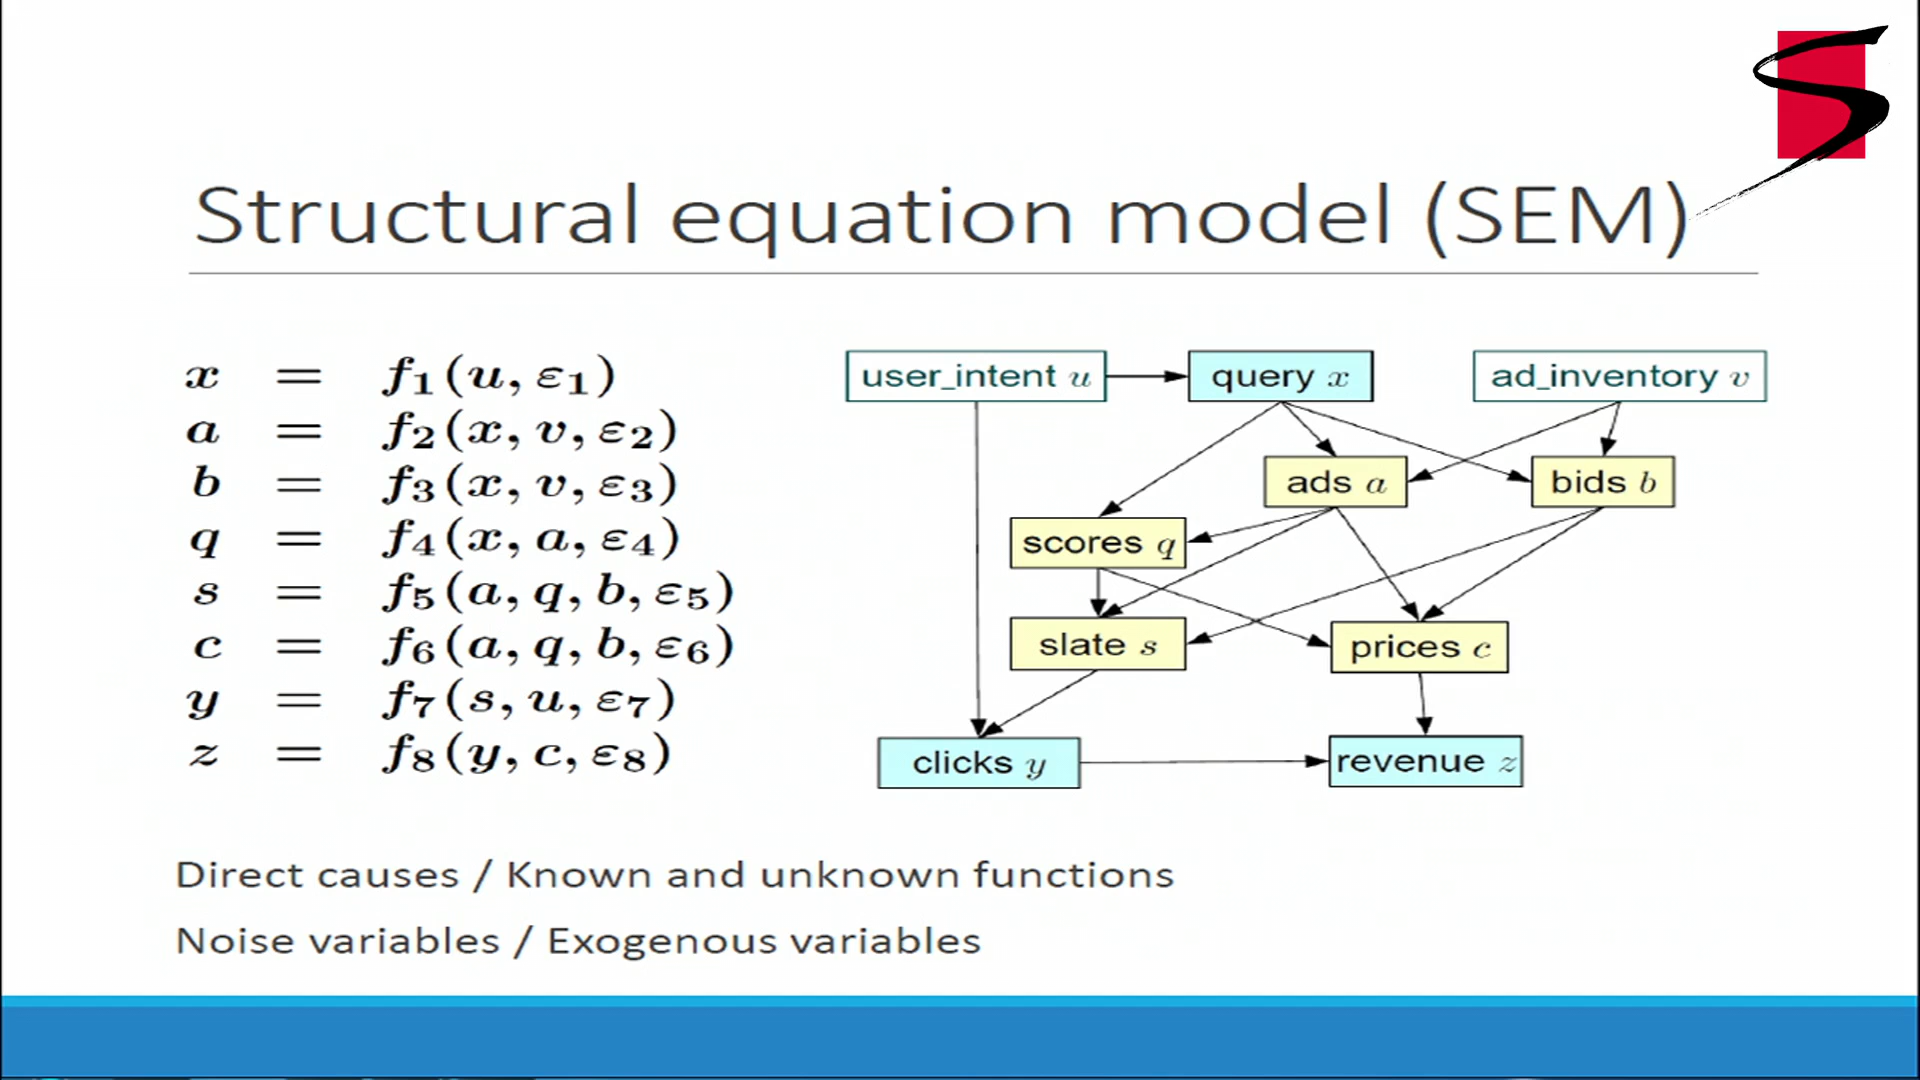 Structural equation model (SEM)
x = f₁(u, ε₁)
a = f₂(x, v, ε₂)
b = f₃(x, v, ε₃)
q = f₄(x, a, ε₄)
s = f₅(a, q, b, ε₅)
c = f₆(a, q, b, ε₆)
y = f₇(s, u, ε₇)
z = f₈(y, c, ε₈)
user_intent u
query x
ad_inventory v
ads a
bids b
scores q
slate s
prices c
clicks y
revenue z
Direct causes / Known and unknown functions
Noise variables / Exogenous variables